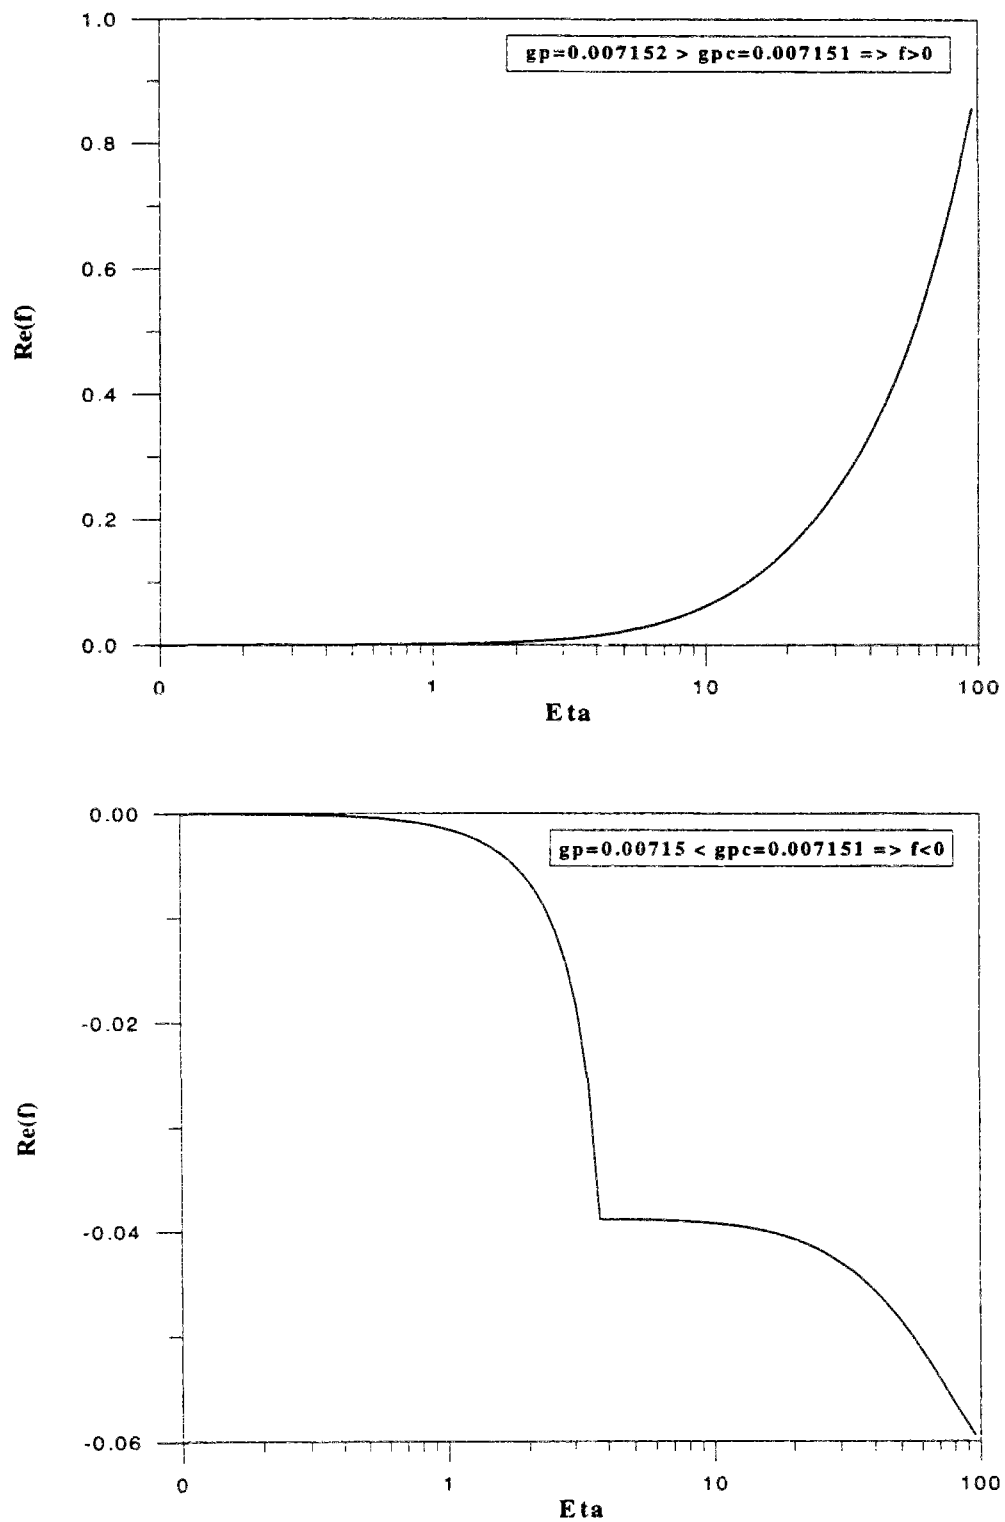 1.0
gp=0.007152 > gpc=0.007151 => f>0
0.8
0.6
Re(f)
0.4
0.2
0.0
0 1 10 100
Eta
0.00
gp=0.00715 < gpc=0.007151 => f<0
-0.02
Re(f)
-0.04
-0.06
0 1 10 100
Eta